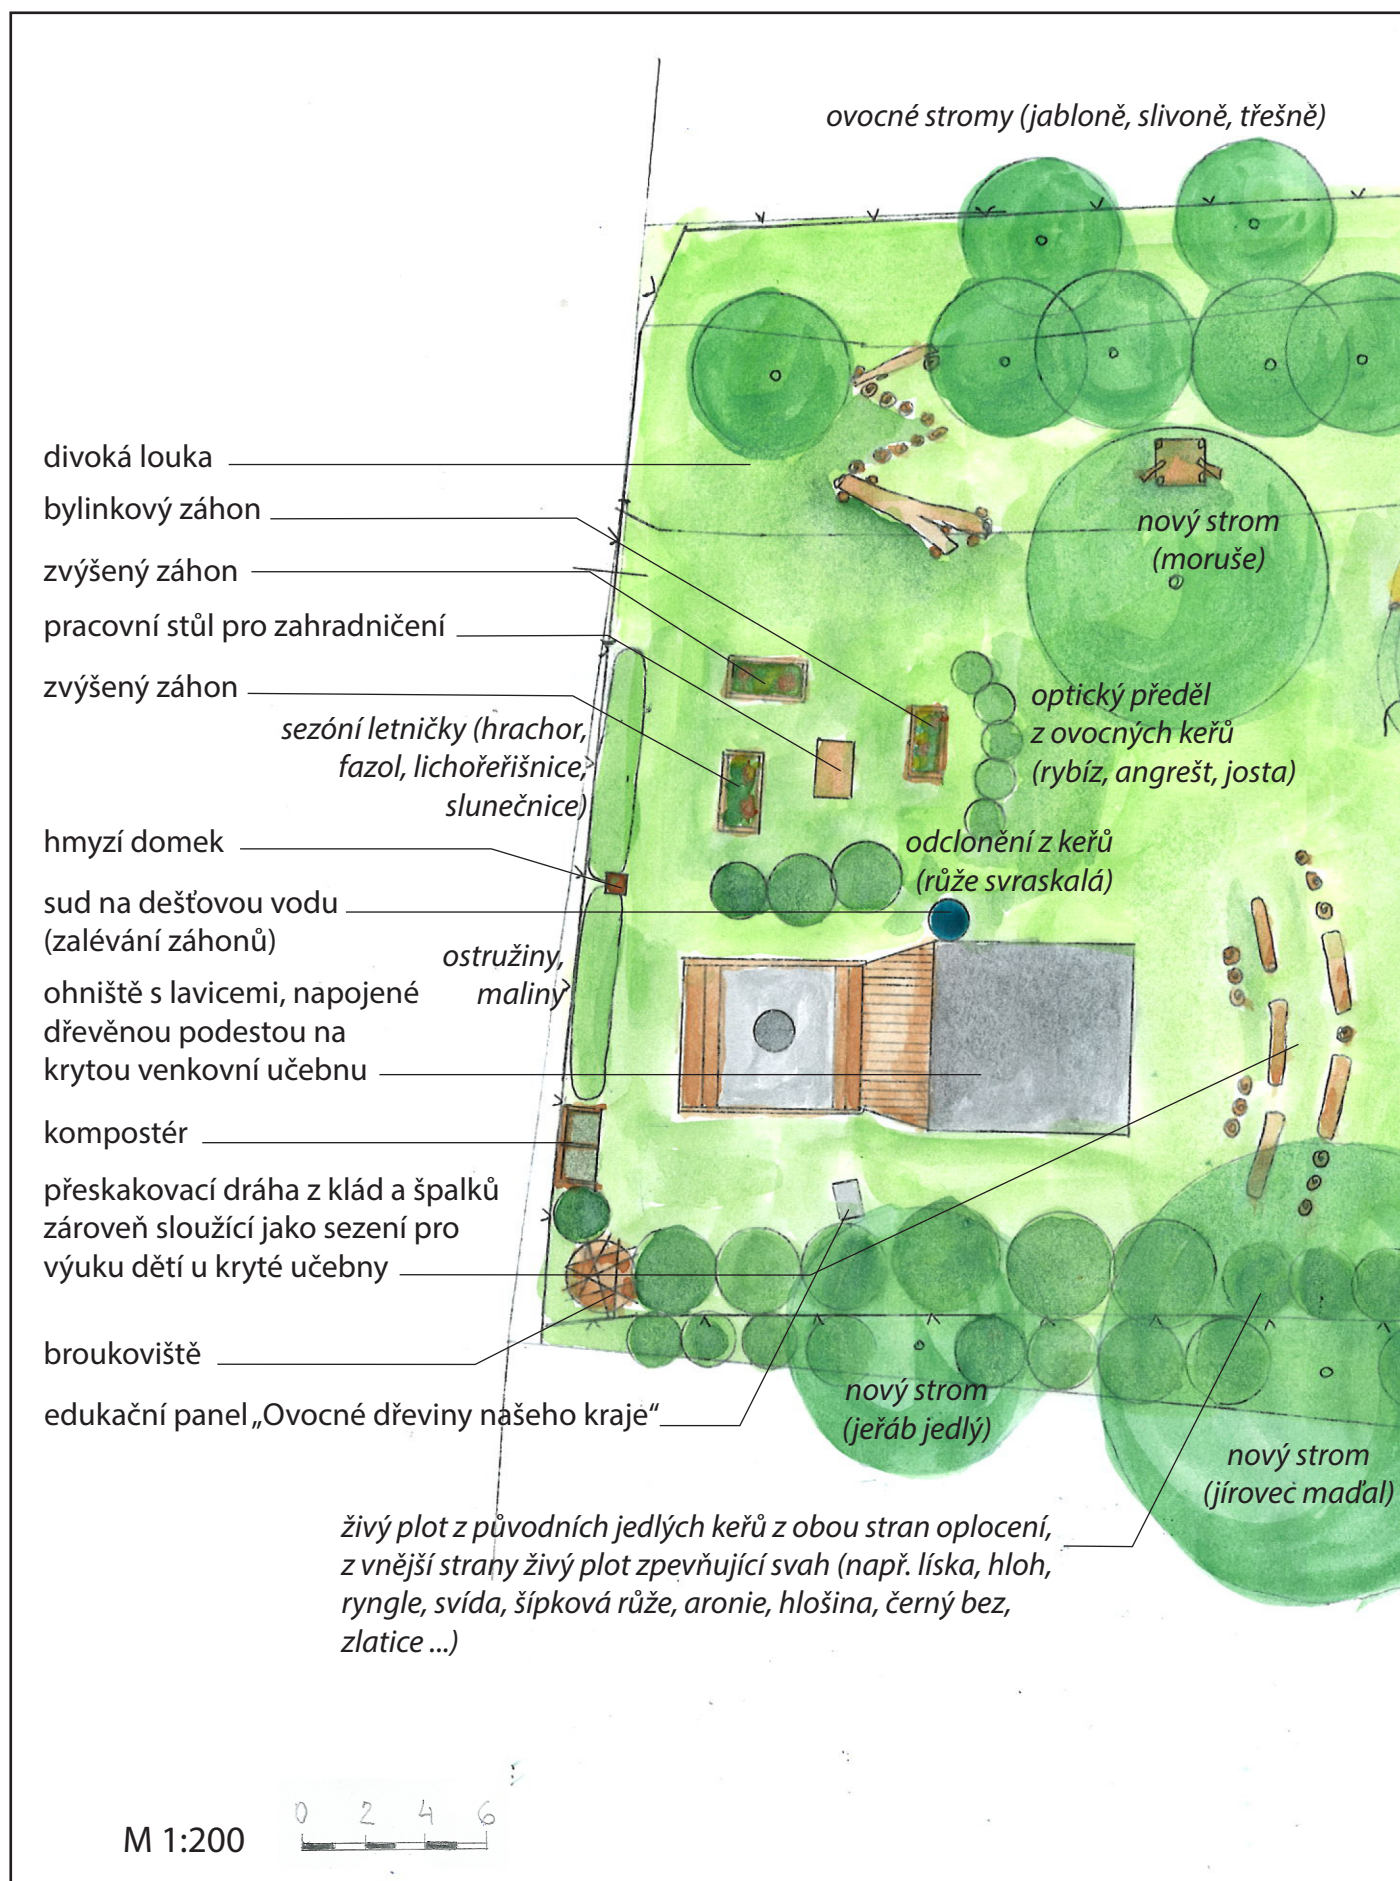 ovocné stromy (jabloně, slivoně, třešně)
divoká louka
bylinkový záhon
nový strom
(moruše)
zvýšený záhon
pracovní stůl pro zahradničení
zvýšený záhon
optický předěl
z ovocných keřů
(rybíz, angrešt, josta)
sezóní letničky (hrachor,
fazol, lichořeřišnice,
slunečnice)
hmyzí domek
odclonění z keřů
(růže svraskalá)
sud na dešťovou vodu
(zalévání záhonů)
ostružiny,
maliny
ohniště s lavicemi, napojené
dřevěnou podestou na
krytou venkovní učebnu
kompostér
přeskakovací dráha z klád a špalků
zároveň sloužící jako sezení pro
výuku dětí u kryté učebny
broukoviště
edukační panel „Ovocné dřeviny našeho kraje“
nový strom
(jeřáb jedlý)
nový strom
(jírovec maďal)
živý plot z původních jedlých keřů z obou stran oplocení,
z vnější strany živý plot zpevňující svah (např. líska, hloh,
ryngle, svída, šípková růže, aronie, hlošina, černý bez,
zlatice ...)
0 2 4 6
M 1:200